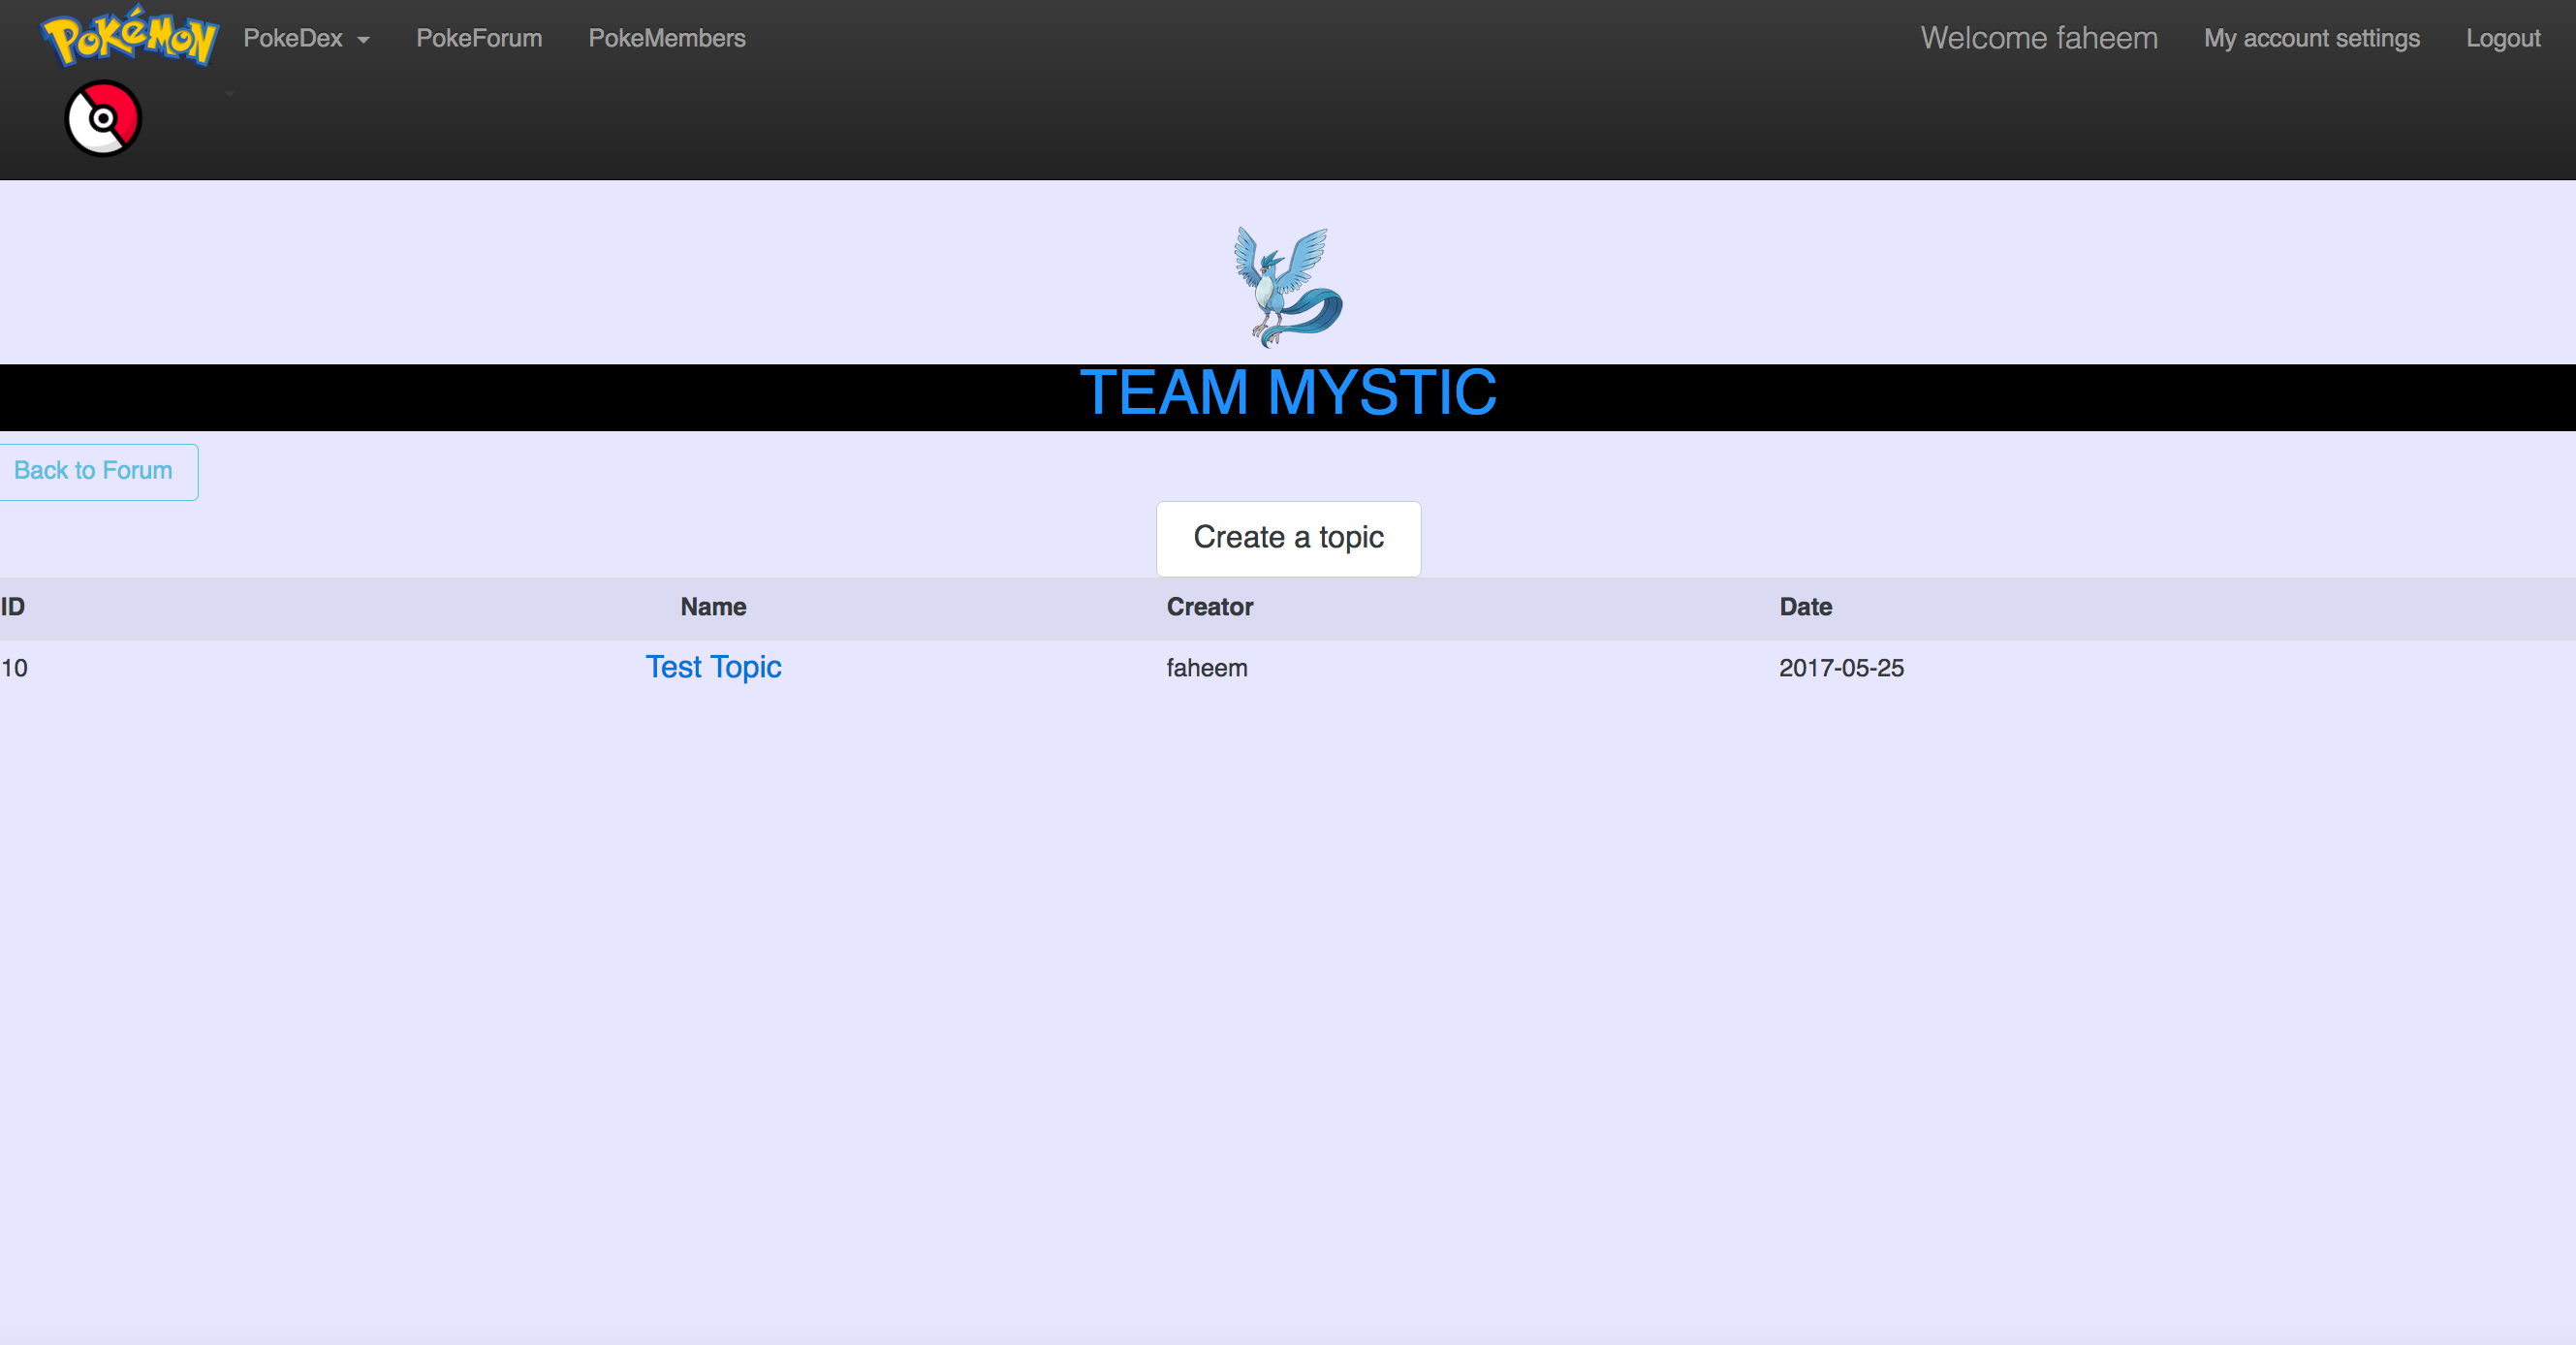 Pokémon PokeDex PokeForum PokeMembers Welcome faheem My account settings Logout
TEAM MYSTIC
Back to Forum
Create a topic
ID Name Creator Date
10 Test Topic faheem 2017-05-25